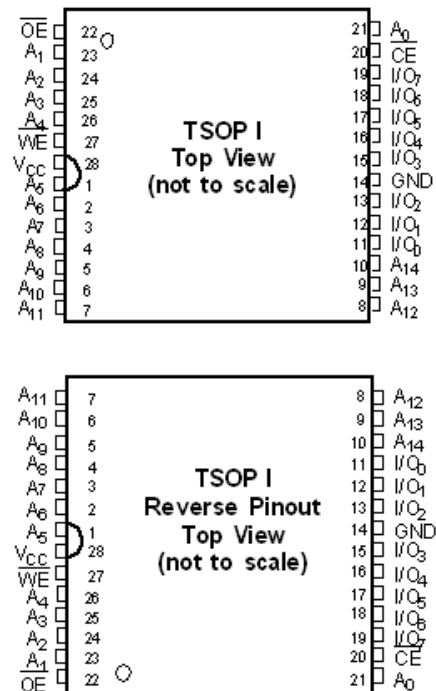 OE 22 21 A0
A1 23 20 CE
A2 24 19 I/O7
A3 25 18 I/O6
A4 26 17 I/O5
WE 27 16 I/O4
VCC 28 15 I/O3
A5 1 14 GND
A6 2 13 I/O2
A7 3 12 I/O1
A8 4 11 I/O0
A9 5 10 A14
A10 6 9 A13
A11 7 8 A12
TSOP I
Top View
(not to scale)
A11 7 8 A12
A10 6 9 A13
A9 5 10 A14
A8 4 11 I/O0
A7 3 12 I/O1
A6 2 13 I/O2
A5 1 14 GND
VCC 28 15 I/O3
WE 27 16 I/O4
A4 26 17 I/O5
A3 25 18 I/O6
A2 24 19 I/O7
A1 23 20 CE
OE 22 21 A0
TSOP I
Reverse Pinout
Top View
(not to scale)